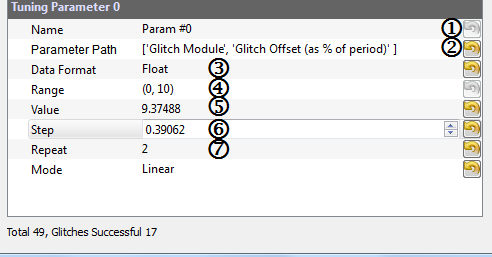 Tuning Parameter 0
Name Param #0 1
Parameter Path ['Glitch Module', 'Glitch Offset (as % of period)' ] 2
Data Format Float 3
Range (0, 10) 4
Value 9.37488 5
Step 0.39062 6
Repeat 2 7
Mode Linear
Total 49, Glitches Successful 17